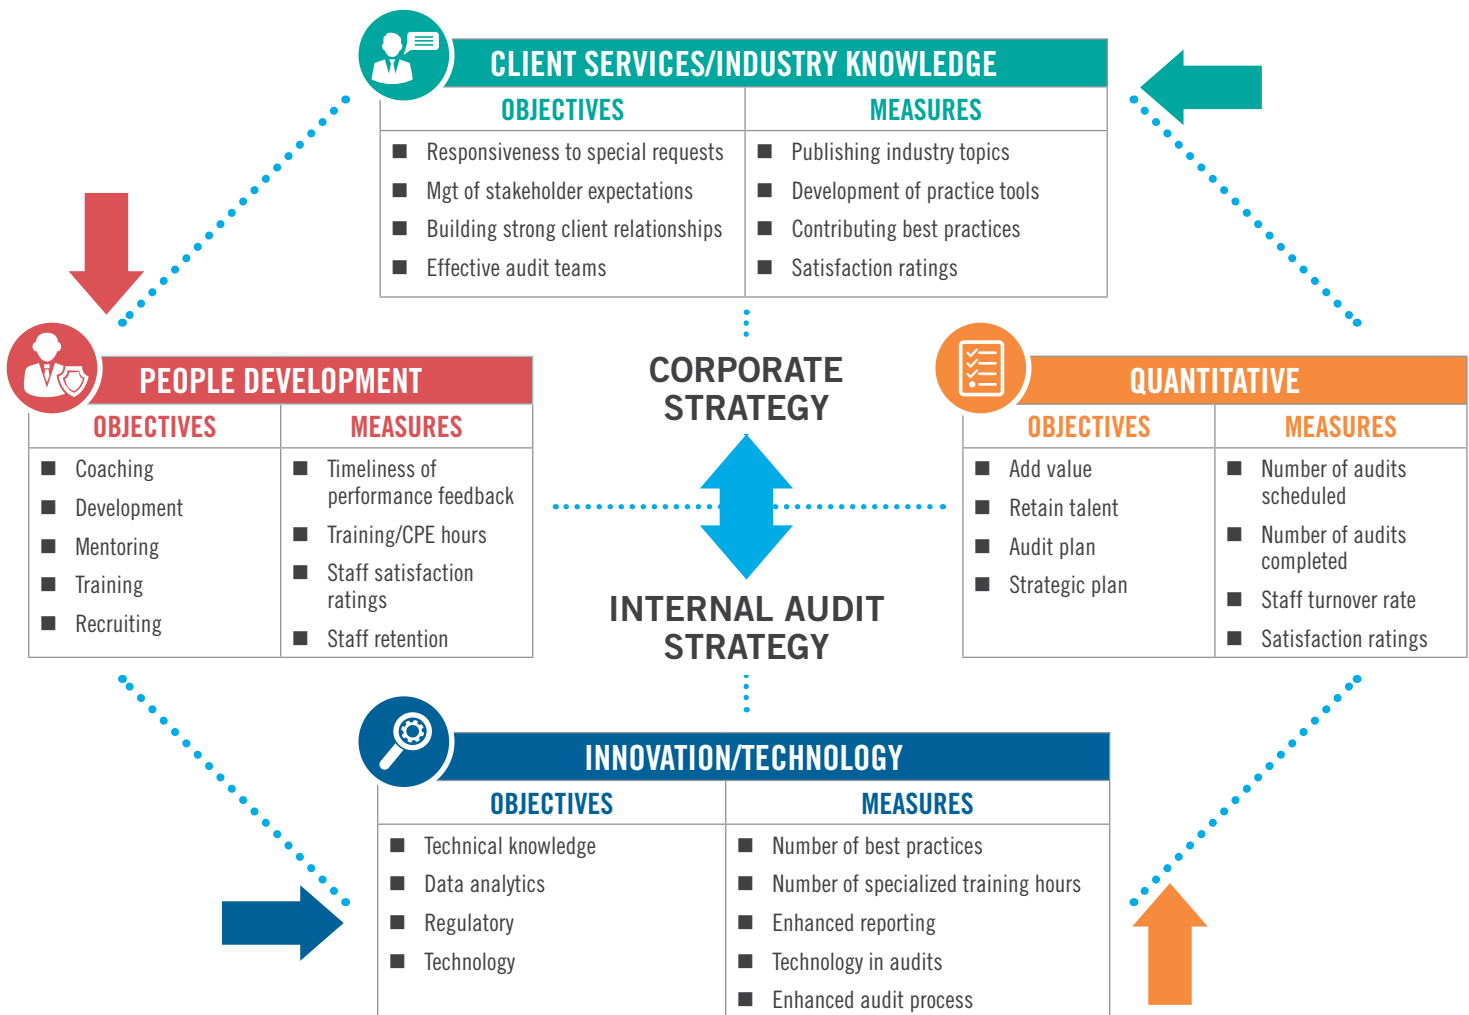 CLIENT SERVICES/INDUSTRY KNOWLEDGE
OBJECTIVES
Responsiveness to special requests
Mgt of stakeholder expectations
Building strong client relationships
Effective audit teams
MEASURES
Publishing industry topics
Development of practice tools
Contributing best practices
Satisfaction ratings
PEOPLE DEVELOPMENT
OBJECTIVES
Coaching
Development
Mentoring
Training
Recruiting
MEASURES
Timeliness of
performance feedback
Training/CPE hours
Staff satisfaction
ratings
Staff retention
CORPORATE
STRATEGY
INTERNAL AUDIT
STRATEGY
QUANTITATIVE
OBJECTIVES
Add value
Retain talent
Audit plan
Strategic plan
MEASURES
Number of audits
scheduled
Number of audits
completed
Staff turnover rate
Satisfaction ratings
INNOVATION/TECHNOLOGY
OBJECTIVES
Technical knowledge
Data analytics
Regulatory
Technology
MEASURES
Number of best practices
Number of specialized training hours
Enhanced reporting
Technology in audits
Enhanced audit process